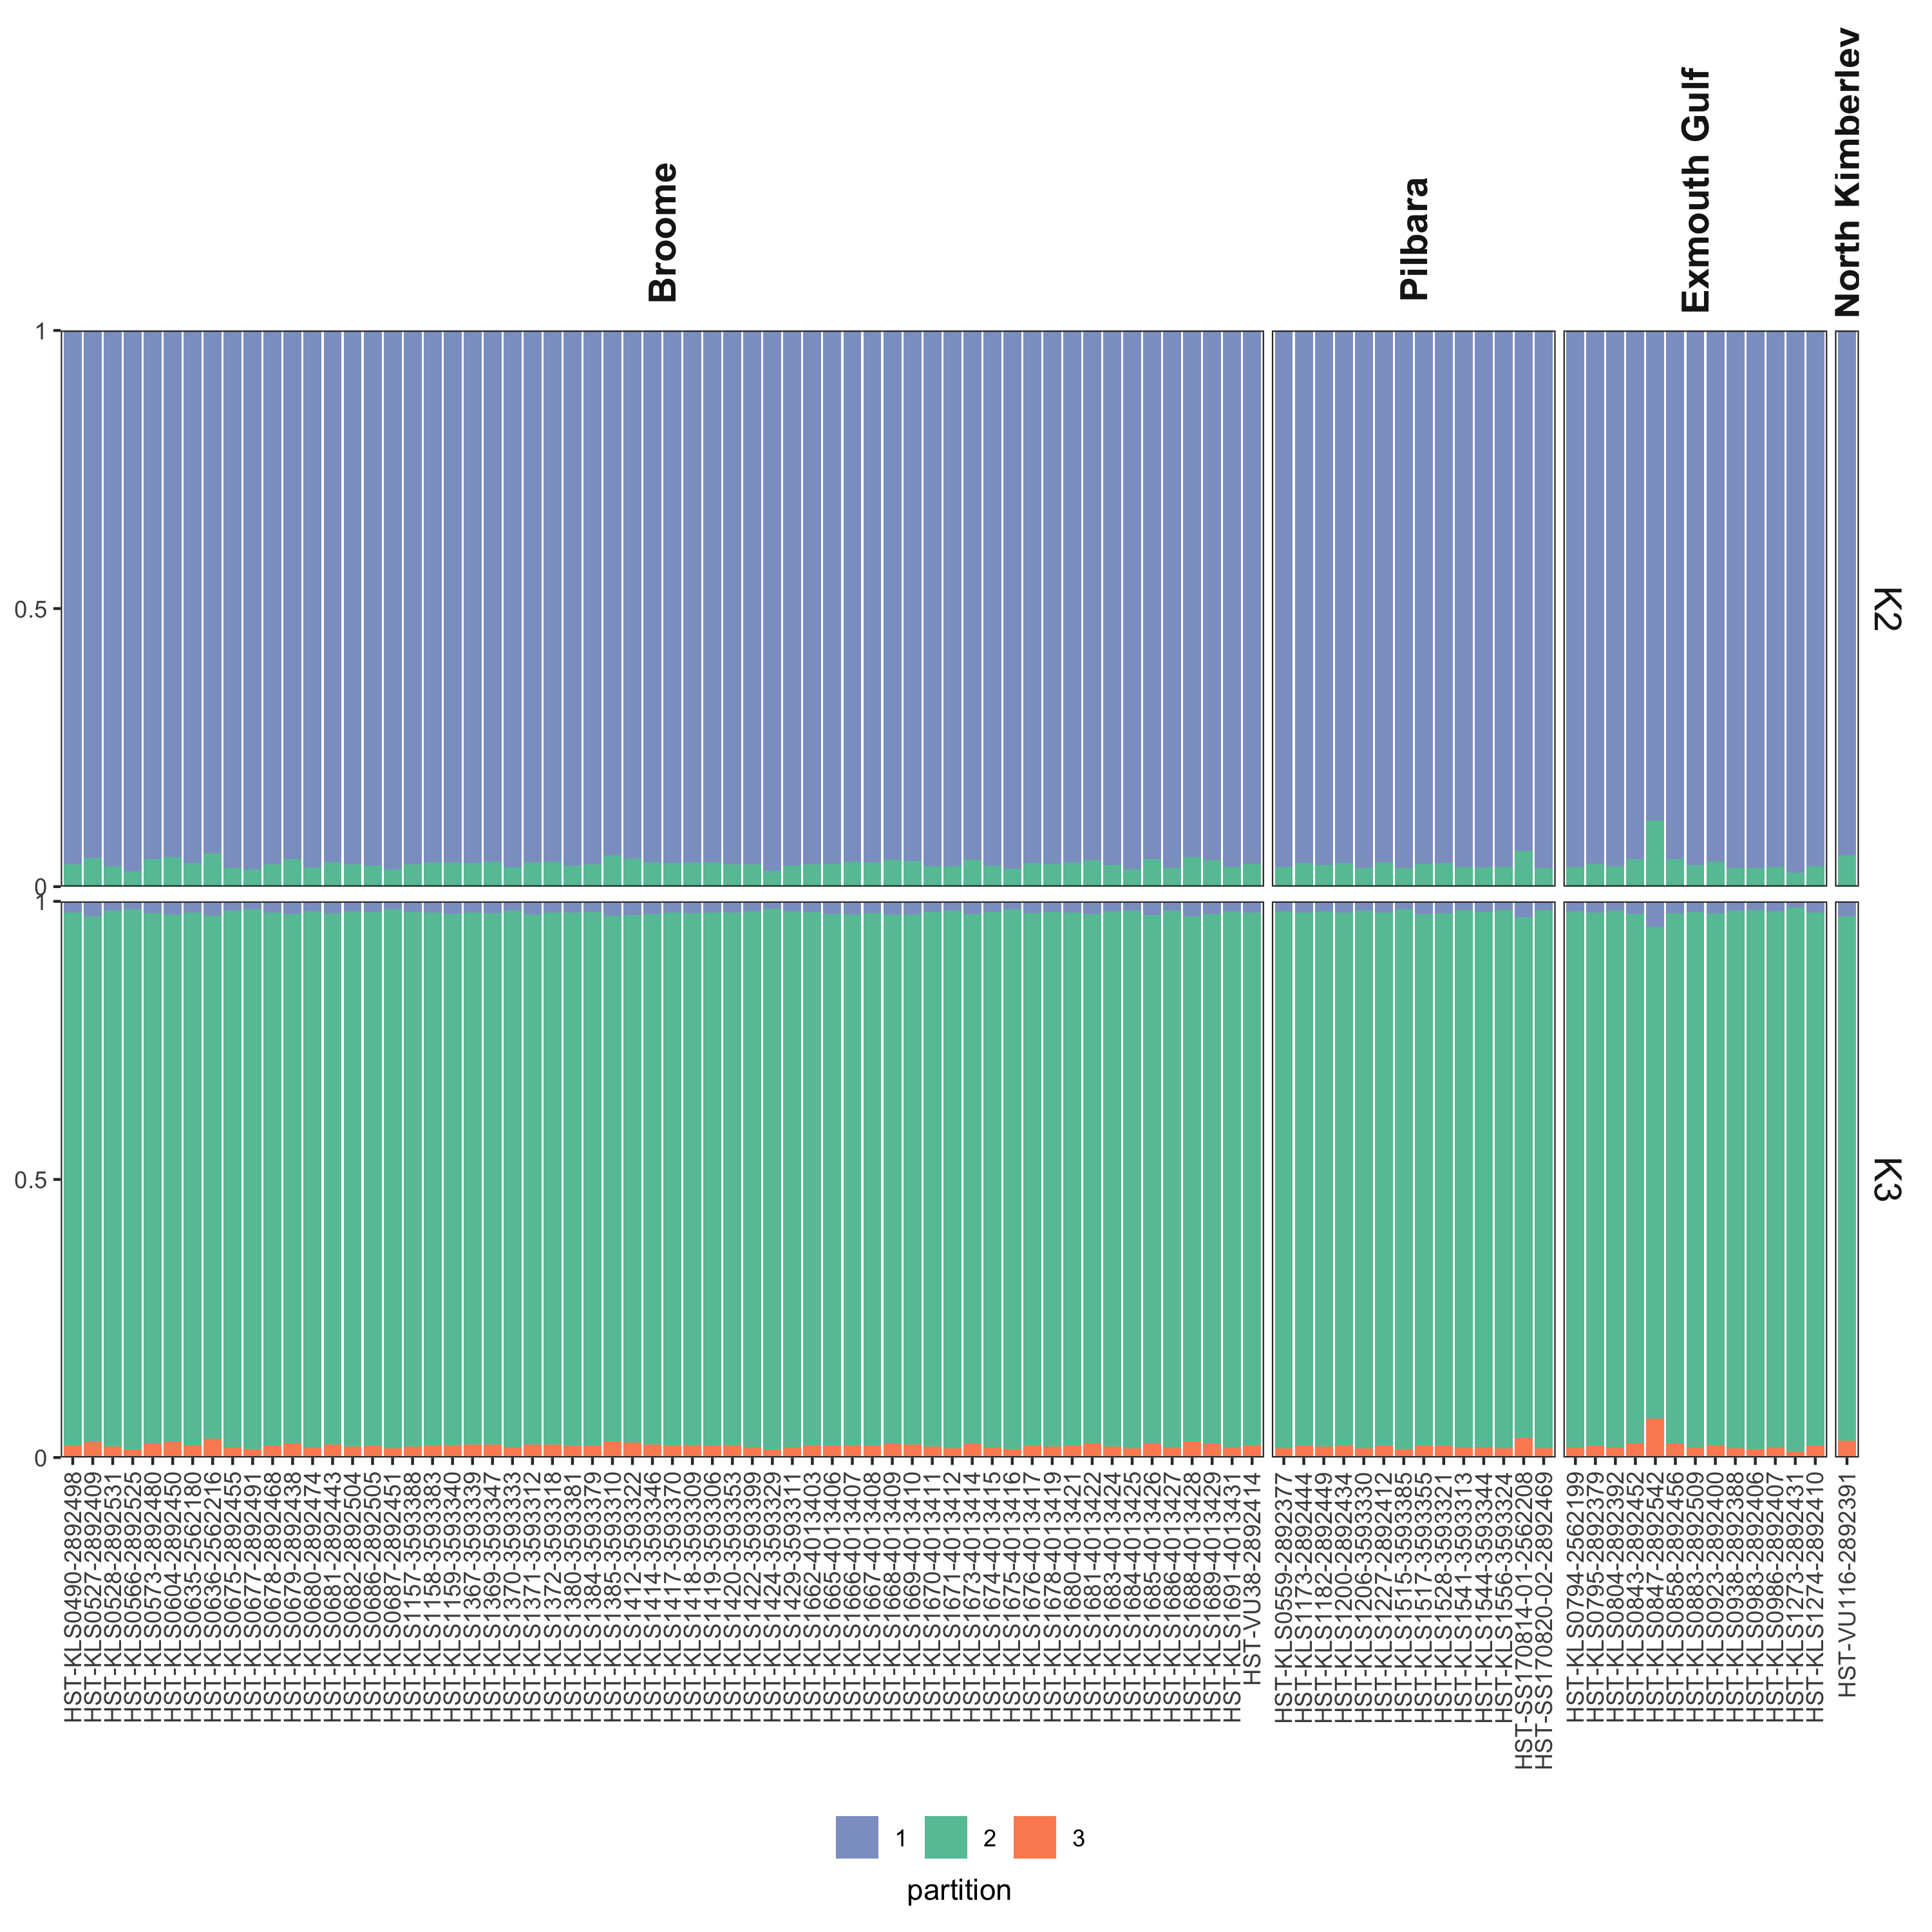 Broome
Pilbara
Exmouth Gulf
North Kimberley
1
0.5
0
K2
1
0.5
0
K3
HST-KLS0490-2892498
HST-KLS0527-2892409
HST-KLS0528-2892531
HST-KLS0566-2892525
HST-KLS0573-2892480
HST-KLS0604-2892450
HST-KLS0635-2562180
HST-KLS0636-2562216
HST-KLS0675-2892455
HST-KLS0677-2892491
HST-KLS0678-2892468
HST-KLS0679-2892438
HST-KLS0680-2892474
HST-KLS0681-2892443
HST-KLS0682-2892504
HST-KLS0686-2892505
HST-KLS0687-2892451
HST-KLS1157-3593388
HST-KLS1158-3593383
HST-KLS1159-3593340
HST-KLS1367-3593339
HST-KLS1369-3593347
HST-KLS1370-3593333
HST-KLS1371-3593312
HST-KLS1372-3593318
HST-KLS1380-3593381
HST-KLS1384-3593379
HST-KLS1385-3593310
HST-KLS1412-3593322
HST-KLS1414-3593346
HST-KLS1417-3593370
HST-KLS1418-3593309
HST-KLS1419-3593306
HST-KLS1420-3593353
HST-KLS1422-3593399
HST-KLS1424-3593329
HST-KLS1429-3593311
HST-KLS1662-4013403
HST-KLS1665-4013406
HST-KLS1666-4013407
HST-KLS1667-4013408
HST-KLS1668-4013409
HST-KLS1669-4013410
HST-KLS1670-4013411
HST-KLS1671-4013412
HST-KLS1673-4013414
HST-KLS1674-4013415
HST-KLS1675-4013416
HST-KLS1676-4013417
HST-KLS1678-4013419
HST-KLS1680-4013421
HST-KLS1681-4013422
HST-KLS1683-4013424
HST-KLS1684-4013425
HST-KLS1685-4013426
HST-KLS1686-4013427
HST-KLS1688-4013428
HST-KLS1689-4013429
HST-KLS1691-4013431
HST-VU38-2892414
HST-KLS0559-2892377
HST-KLS1173-2892444
HST-KLS1182-2892449
HST-KLS1200-2892434
HST-KLS1206-3593330
HST-KLS1227-2892412
HST-KLS1515-3593385
HST-KLS1517-3593355
HST-KLS1528-3593321
HST-KLS1541-3593313
HST-KLS1544-3593344
HST-KLS1556-3593324
HST-SS170814-01-2562208
HST-SS170820-02-2892469
HST-KLS0794-2562199
HST-KLS0795-2892379
HST-KLS0804-2892392
HST-KLS0843-2892452
HST-KLS0847-2892542
HST-KLS0858-2892456
HST-KLS0883-2892509
HST-KLS0923-2892400
HST-KLS0938-2892388
HST-KLS0983-2892406
HST-KLS0986-2892407
HST-KLS1273-2892431
HST-KLS1274-2892410
HST-VU116-2892391
1
2
3
partition